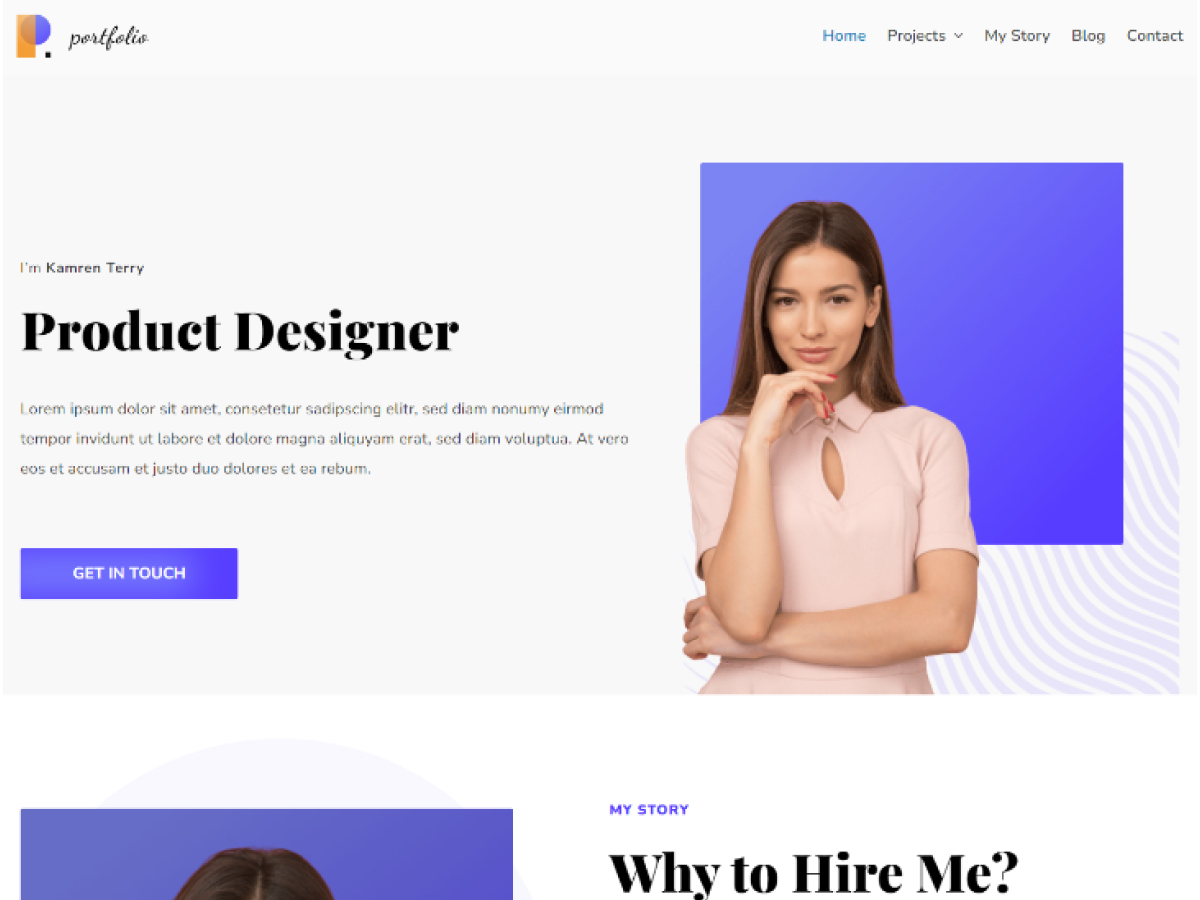 portfolio
Home Projects My Story Blog Contact
I'm Kamren Terry
Product Designer
Lorem ipsum dolor sit amet, consetetur sadipscing elitr, sed diam nonumy eirmod
tempor invidunt ut labore et dolore magna aliquyam erat, sed diam voluptua. At vero
eos et accusam et justo duo dolores et ea rebum.
GET IN TOUCH
MY STORY
Why to Hire Me?